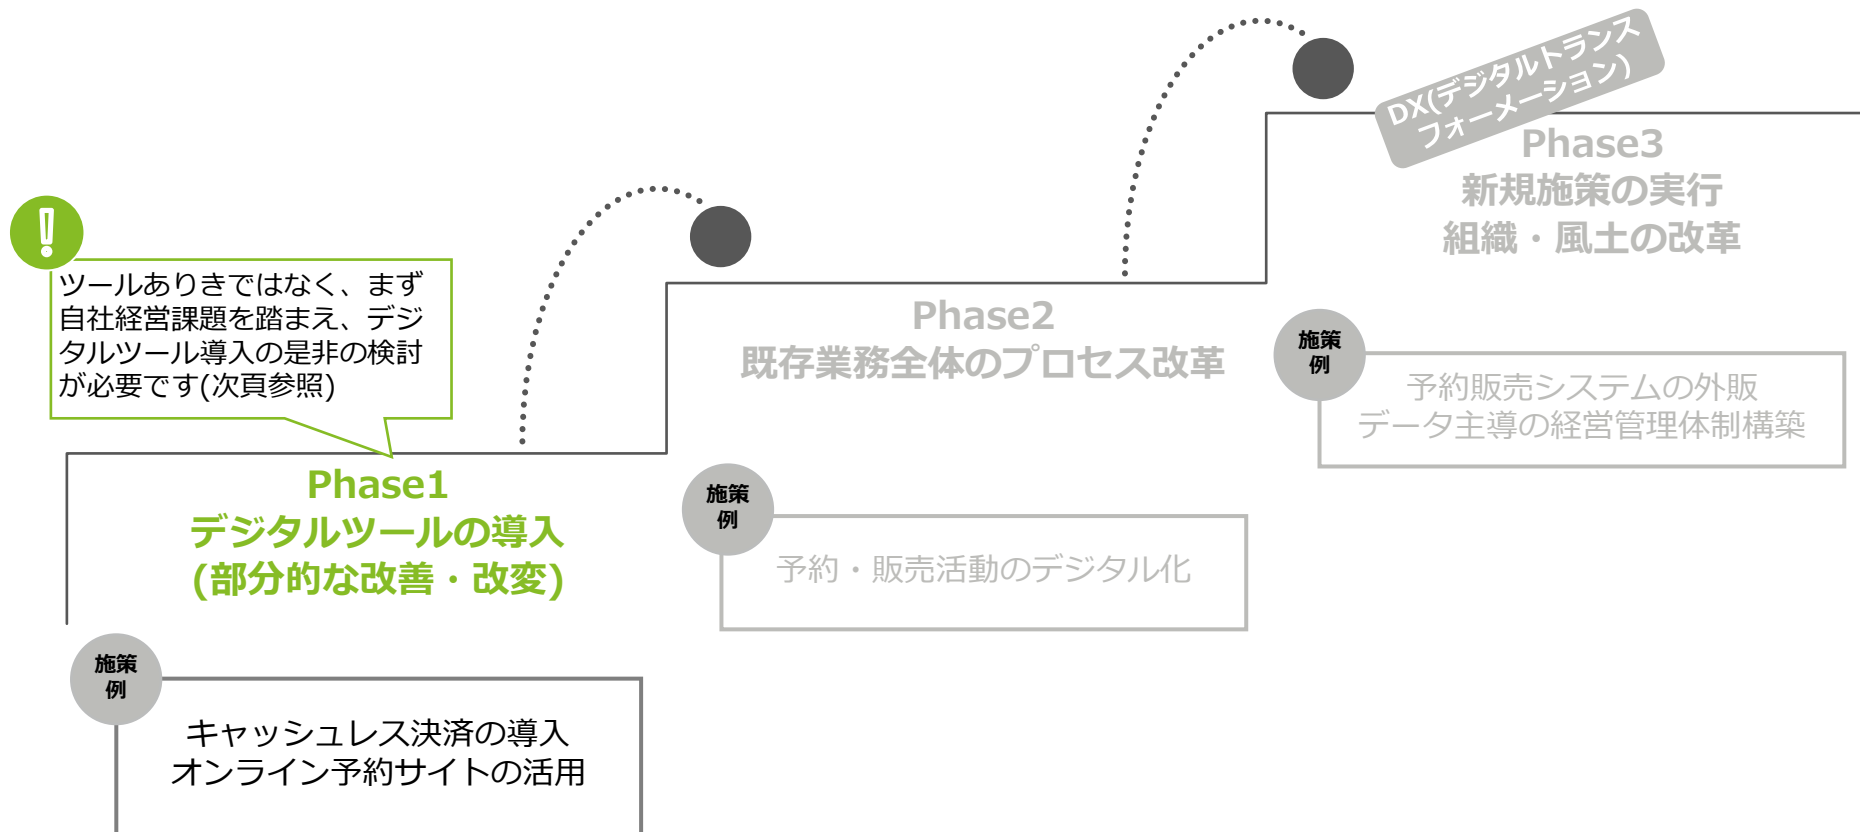 DX(デジタルトランス
フォーメーション)
Phase3
新規施策の実行
組織・風土の改革
施策
例
予約販売システムの外販
データ主導の経営管理体制構築
Phase2
既存業務全体のプロセス改革
施策
例
予約・販売活動のデジタル化
!
ツールありきではなく、まず
自社経営課題を踏まえ、デジ
タルツール導入の是非の検討
が必要です(次頁参照)
Phase1
デジタルツールの導入
(部分的な改善・改変)
施策
例
キャッシュレス決済の導入
オンライン予約サイトの活用